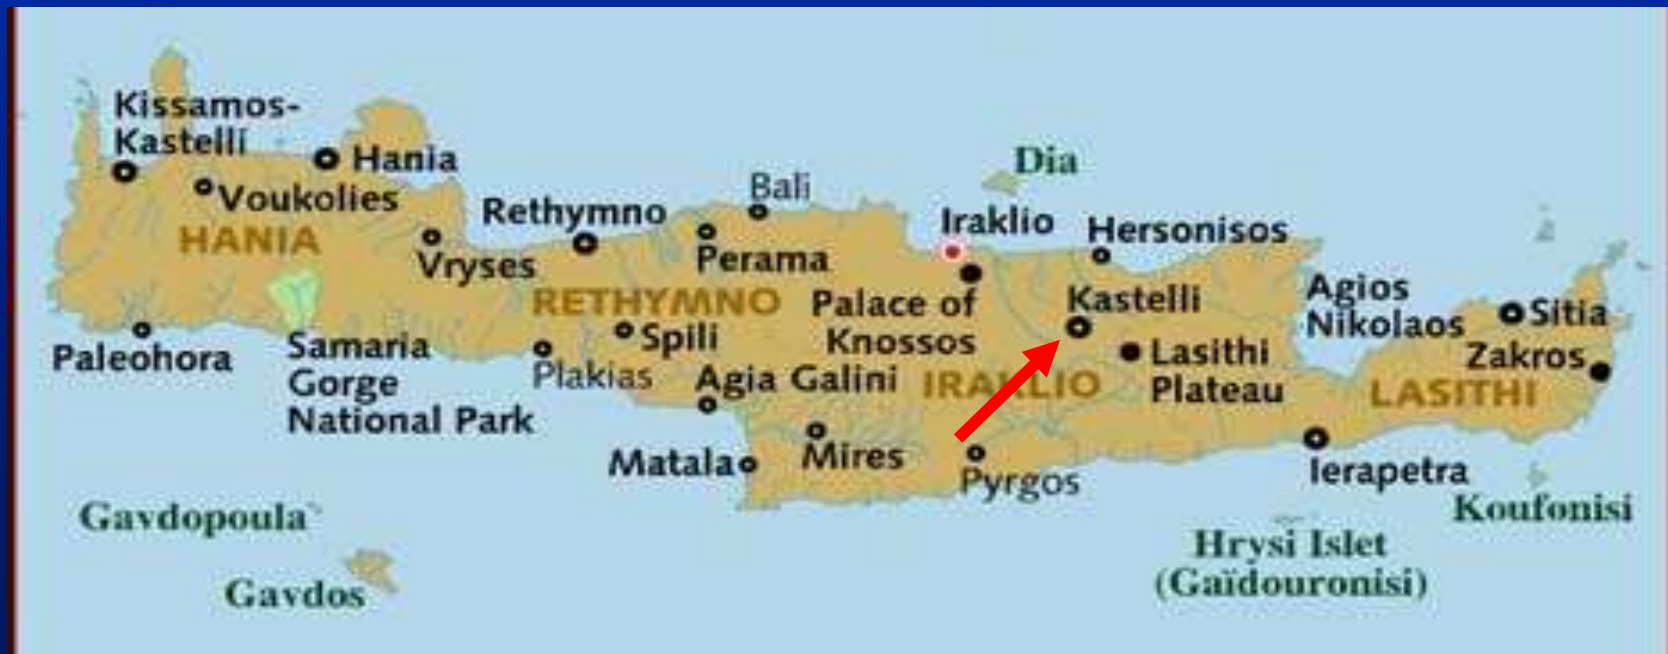 Kissamos-
Kastelli
Hania
Voukolies
HANIA
Vryses
Rethymno
Bali
Perama
RETHYMNO
Dia
Iraklio
Hersonisos
Palace of
Knossos
Kastelli
Lasithi
Plateau
Agios
Nikolaos
Sitia
Zakros
LASITHI
IRAKLIO
Paleohora
Samaria
Gorge
National Park
Spili
Plakias
Agia Galini
Matala
Mires
Pyrgos
Ierapetra
Koufonisi
Hrysi Islet
(Gaïdouronisi)
Gavdopoula
Gavdos